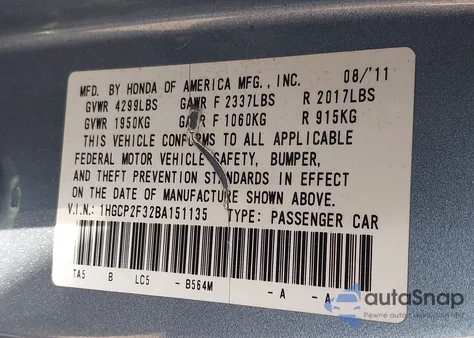 MFD. BY HONDA OF AMERICA MFG., INC. 08/'11
GVWR 4299LBS GAWR F 2337LBS R 2017LBS
GVWR 1950KG GAWR F 1060KG R 915KG
THIS VEHICLE CONFORMS TO ALL APPLICABLE
FEDERAL MOTOR VEHICLE SAFETY, BUMPER,
AND THEFT PREVENTION STANDARDS IN EFFECT
ON THE DATE OF MANUFACTURE SHOWN ABOVE.
V.I.N.: 1HGCP2F32BA151135 TYPE: PASSENGER CAR
TA5 B LC5 - B564M - A - A -
autoSnap
Pewne auto